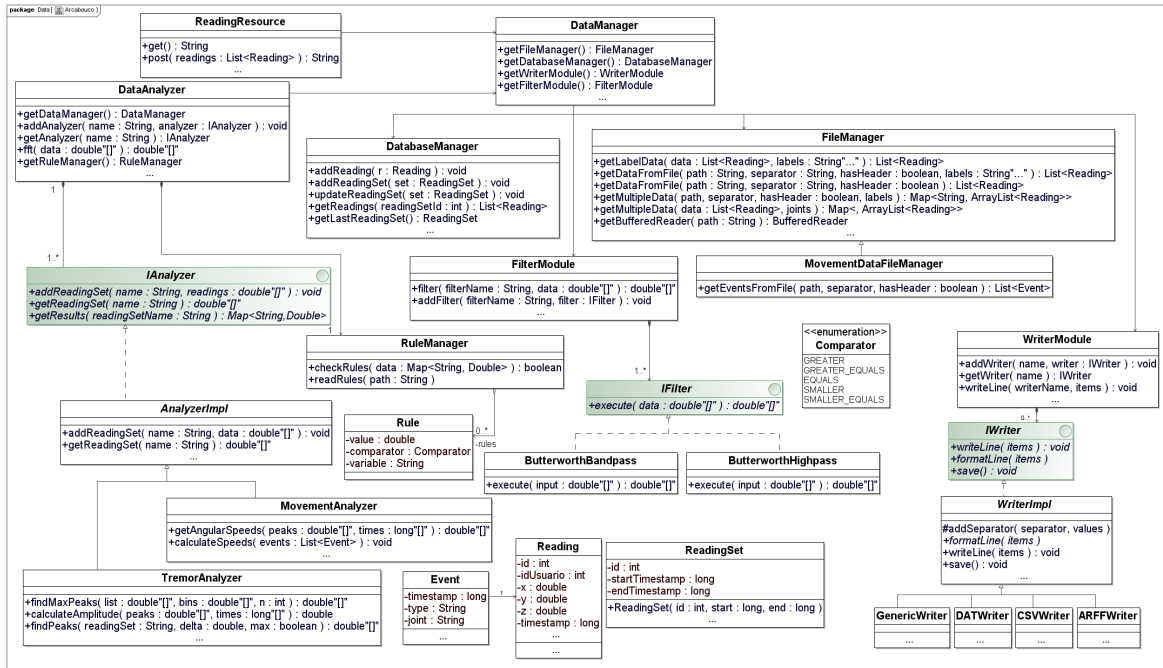 package Data[ Arcabouco ]
ReadingResource
+get() : String
+post( readings : List<Reading> ) : String
...
DataManager
+getFileManager() : FileManager
+getDatabaseManager() : DatabaseManager
+getWriterModule() : WriterModule
+getFilterModule() : FilterModule
...
DataAnalyzer
+getDataManager() : DataManager
+addAnalyzer( name : String, analyzer : IAnalyzer ) : void
+getAnalyzer( name : String ) : IAnalyzer
+fft( data : double"[]" ) : double"[]"
+getRuleManager() : RuleManager
...
1
1..*
DatabaseManager
+addReading( r : Reading ) : void
+addReadingSet( set : ReadingSet ) : void
+updateReadingSet( set : ReadingSet ) : void
+getReadings( readingSetId : int ) : List<Reading>
+getLastReadingSet() : ReadingSet
...
FileManager
+getLabelData( data : List<Reading>, labels : String"..." ) : List<Reading>
+getDataFromFile( path : String, separator : String, hasHeader : boolean, labels : String"..." ) : List<Reading>
+getDataFromFile( path : String, separator : String, hasHeader : boolean ) : List<Reading>
+getMultipleData( path, separator, hasHeader : boolean, labels ) : Map<String, ArrayList<Reading>>
+getMultipleData( data : List<Reading>, joints ) : Map<, ArrayList<Reading>>
+getBufferedReader( path : String ) : BufferedReader
...
IAnalyzer
+addReadingSet( name : String, readings : double"[]" ) : void
+getReadingSet( name : String ) : double"[]"
+getResults( readingSetName : String ) : Map<String,Double>
FilterModule
+filter( filterName : String, data : double"[]" ) : double"[]"
+addFilter( filterName : String, filter : IFilter ) : void
...
MovementDataFileManager
+getEventsFromFile( path, separator, hasHeader : boolean ) : List<Event>
1
RuleManager
+checkRules( data : Map<String, Double> ) : boolean
+readRules( path : String )
<<enumeration>>
Comparator
GREATER
GREATER_EQUALS
EQUALS
SMALLER
SMALLER_EQUALS
WriterModule
+addWriter( name, writer : IWriter ) : void
+getWriter( name ) : IWriter
+writeLine( writerName, items ) : void
...
1..*
IFilter
+execute( data : double"[]" ) : double"[]"
AnalyzerImpl
+addReadingSet( name : String, data : double"[]" ) : void
+getReadingSet( name : String ) : double"[]"
...
Rule
-value : double
-comparator : Comparator
-variable : String
0..*
-rules
0..*
IWriter
+writeLine( items ) : void
+formatLine( items )
+save() : void
ButterworthBandpass
+execute( input : double"[]" ) : double"[]"
ButterworthHighpass
+execute( input : double"[]" ) : double"[]"
MovementAnalyzer
+getAngularSpeeds( peaks : double"[]", times : long"[]" ) : double"[]"
+calculateSpeeds( events : List<Event> ) : void
...
WriterImpl
#addSeparator( separator, values )
+formatLine( items )
+writeLine( items ) : void
+save() : void
...
TremorAnalyzer
+findMaxPeaks( list : double"[]", bins : double"[]", n : int ) : double"[]"
+calculateAmplitude( peaks : double"[]", times : long"[]" ) : double
+findPeaks( readingSet : String, delta : double, max : boolean ) : double"[]"
...
Event
-timestamp : long
-type : String
-joint : String
...
1
Reading
-id : int
-idUsuario : int
-x : double
-y : double
-z : double
-timestamp : long
...
...
ReadingSet
-id : int
-startTimestamp : long
-endTimestamp : long
+ReadingSet( id : int, start : long, end : long )
...
GenericWriter
...
DATWriter
...
CSVWriter
...
ARFFWriter
...